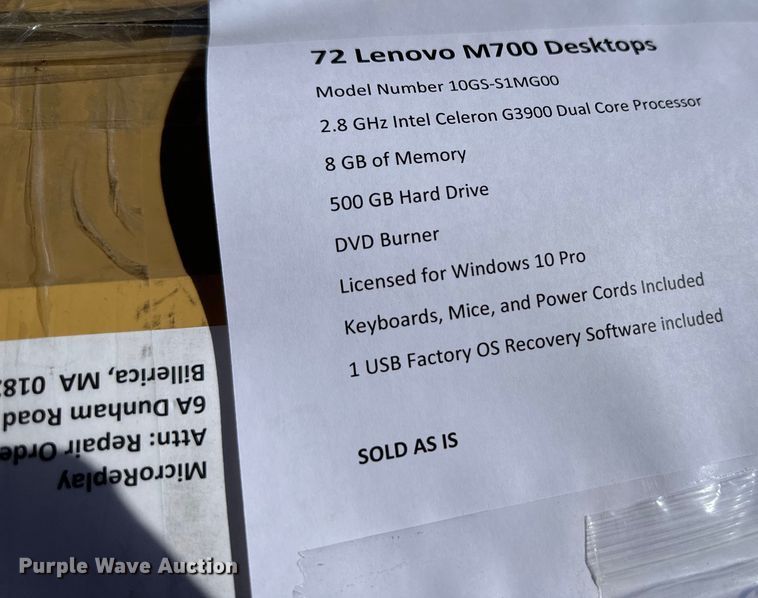 72 Lenovo M700 Desktops
Model Number 10GS-S1MG00
2.8 GHz Intel Celeron G3900 Dual Core Processor
8 GB of Memory
500 GB Hard Drive
DVD Burner
Licensed for Windows 10 Pro
Keyboards, Mice, and Power Cords Included
1 USB Factory OS Recovery Software included
SOLD AS IS
MicroReplay
Attn: Repair Orde
6A Dunham Road
Billerica, MA 018
Purple Wave Auction